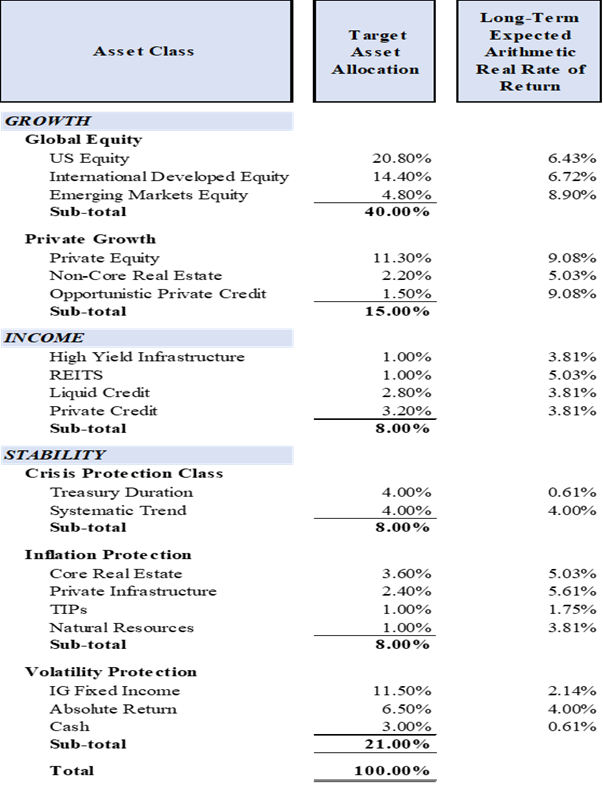 Asset Class
Target
Asset
Allocation
Long-Term
Expected
Arithmetic
Real Rate of
Return
GROWTH
Global Equity
US Equity 20.80% 6.43%
International Developed Equity 14.40% 6.72%
Emerging Markets Equity 4.80% 8.90%
Sub-total 40.00%
Private Growth
Private Equity 11.30% 9.08%
Non-Core Real Estate 2.20% 5.03%
Opportunistic Private Credit 1.50% 9.08%
Sub-total 15.00%
INCOME
High Yield Infrastructure 1.00% 3.81%
REITS 1.00% 5.03%
Liquid Credit 2.80% 3.81%
Private Credit 3.20% 3.81%
Sub-total 8.00%
STABILITY
Crisis Protection Class
Treasury Duration 4.00% 0.61%
Systematic Trend 4.00% 4.00%
Sub-total 8.00%
Inflation Protection
Core Real Estate 3.60% 5.03%
Private Infrastructure 2.40% 5.61%
TIPs 1.00% 1.75%
Natural Resources 1.00% 3.81%
Sub-total 8.00%
Volatility Protection
IG Fixed Income 11.50% 2.14%
Absolute Return 6.50% 4.00%
Cash 3.00% 0.61%
Sub-total 21.00%
Total 100.00%